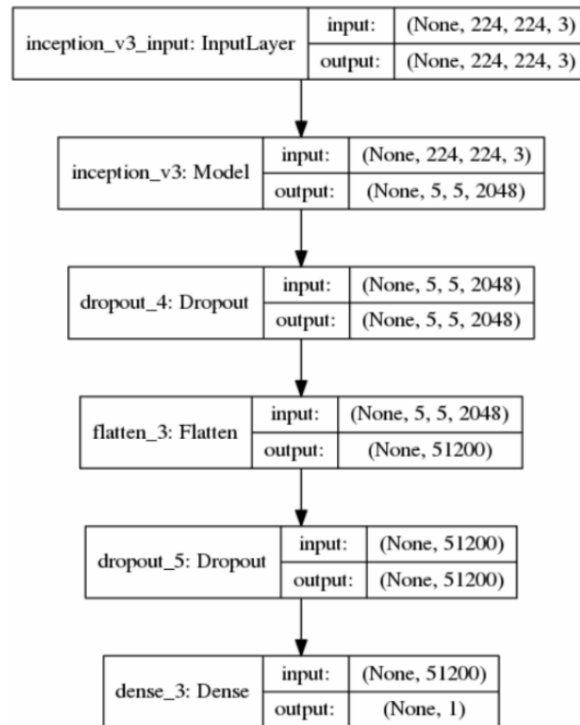 inception_v3_input: InputLayer
input: (None, 224, 224, 3)
output: (None, 224, 224, 3)
inception_v3: Model
input: (None, 224, 224, 3)
output: (None, 5, 5, 2048)
dropout_4: Dropout
input: (None, 5, 5, 2048)
output: (None, 5, 5, 2048)
flatten_3: Flatten
input: (None, 5, 5, 2048)
output: (None, 51200)
dropout_5: Dropout
input: (None, 51200)
output: (None, 51200)
dense_3: Dense
input: (None, 51200)
output: (None, 1)